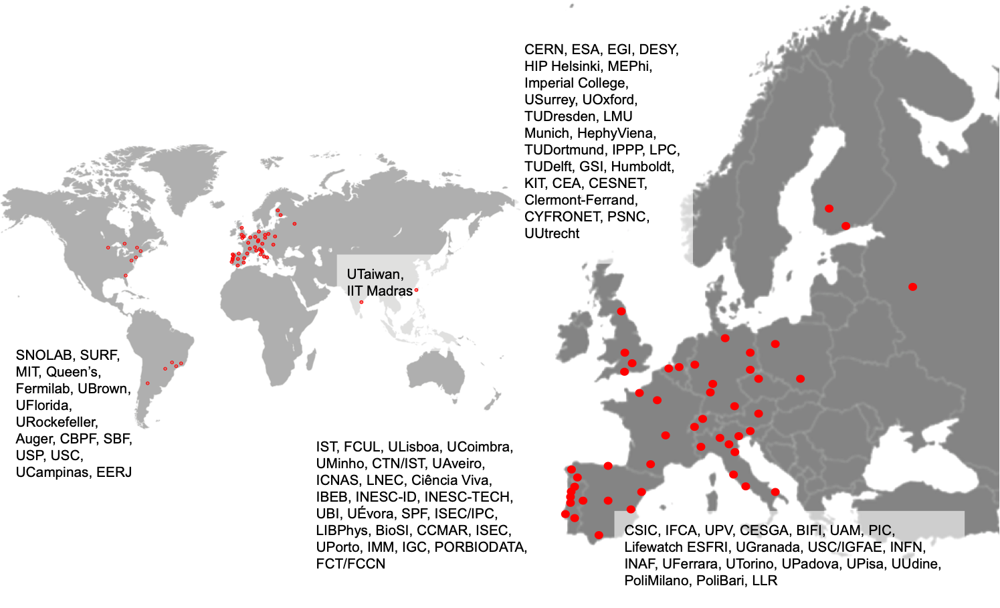 CERN, ESA, EGI, DESY,
HIP Helsinki, MEPhi,
Imperial College,
USurrey, UOxford,
TUDresden, LMU
Munich, HephyViena,
TUDortmund, IPPP, LPC,
TUDelft, GSI, Humboldt,
KIT, CEA, CESNET,
Clermont-Ferrand,
CYFRONET, PSNC,
UUtrecht
UTaiwan,
IIT Madras
SNOLAB, SURF,
MIT, Queen’s,
Fermilab, UBrown,
UFlorida,
URockefeller,
Auger, CBPF, SBF,
USP, USC,
UCampinas, EERJ
IST, FCUL, ULisboa, UCoimbra,
UMinho, CTN/IST, UAveiro,
ICNAS, LNEC, Ciência Viva,
IBEB, INESC-ID, INESC-TECH,
UBI, UÉvora, SPF, ISEC/IPC,
LIBPhys, BioSI, CCMAR, ISEC,
UPorto, IMM, IGC, PORBIODATA,
FCT/FCCN
CSIC, IFCA, UPV, CESGA, BIFI, UAM, PIC,
Lifewatch ESFRI, UGranada, USC/IGFAE, INFN,
INAF, UFerrara, UTorino, UPadova, UPisa, UUdine,
PoliMilano, PoliBari, LLR